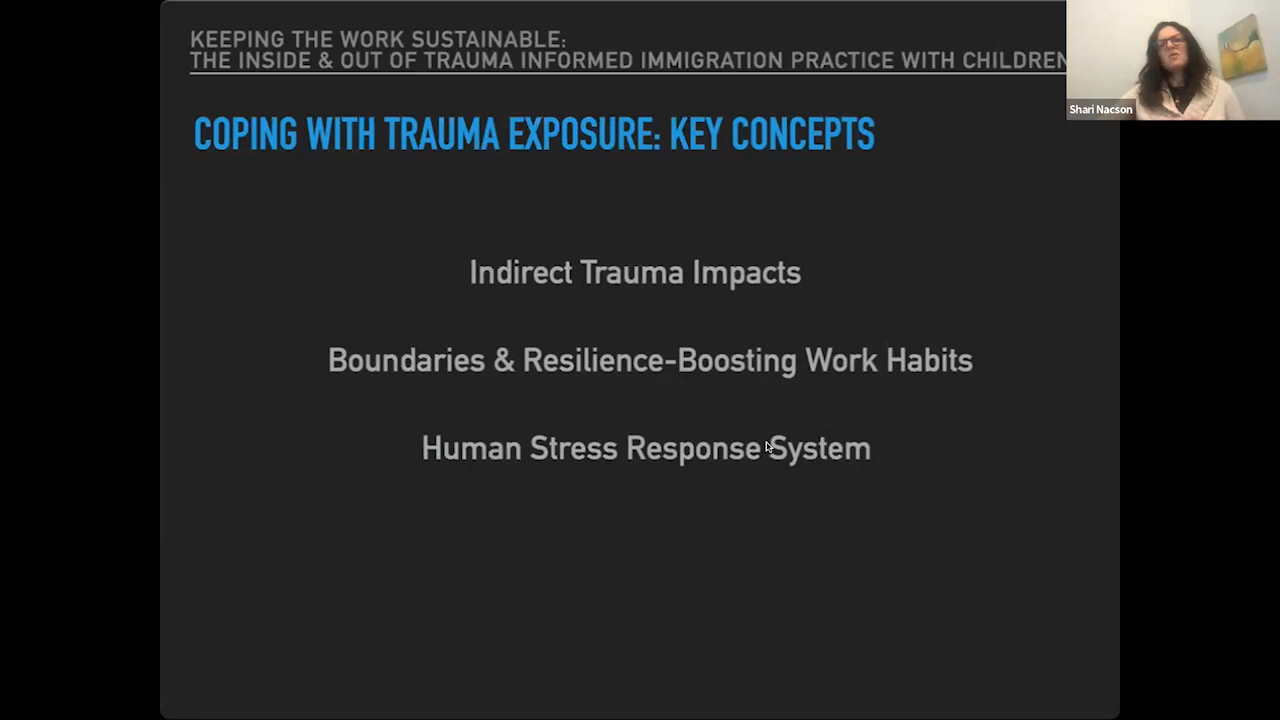 KEEPING THE WORK SUSTAINABLE:
THE INSIDE & OUT OF TRAUMA INFORMED IMMIGRATION PRACTICE WITH CHILDREN
Shari Nacson
COPING WITH TRAUMA EXPOSURE: KEY CONCEPTS
Indirect Trauma Impacts
Boundaries & Resilience-Boosting Work Habits
Human Stress Response System